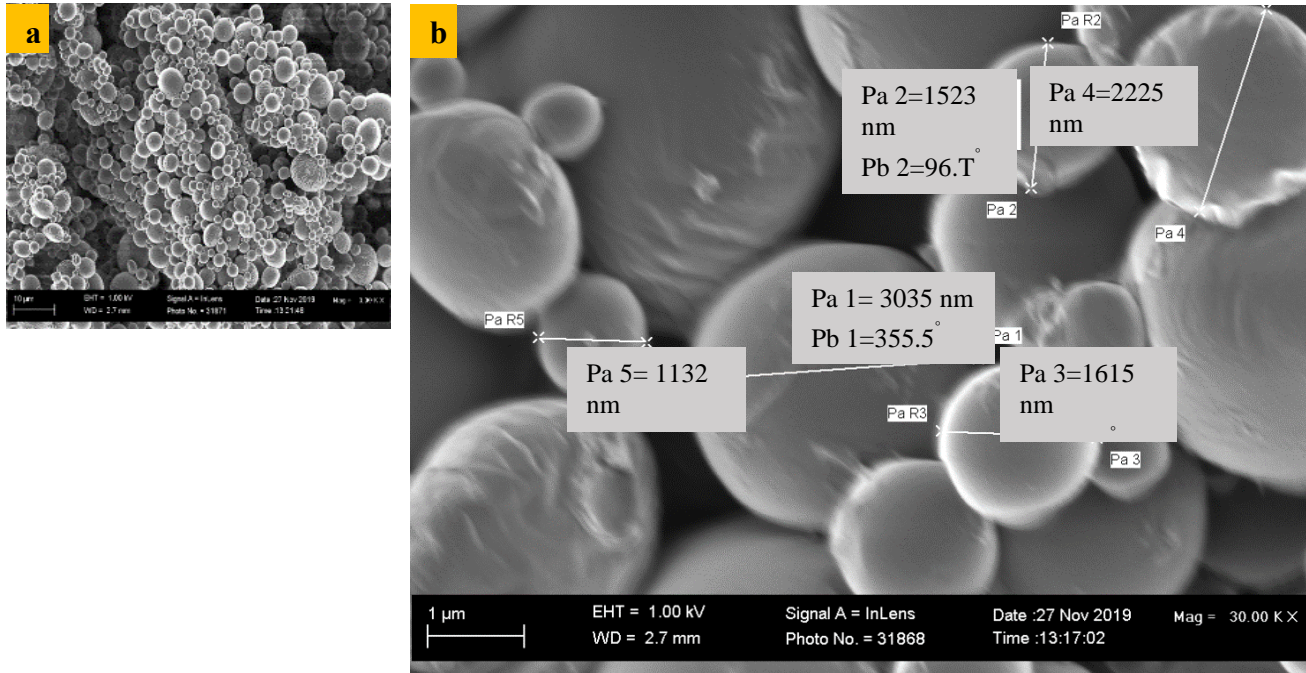 a
10 µm
EHT = 1.00 kV
WD = 2.7 mm
Signal A = InLens
Photo No. = 31871
Date :27 Nov 2019
Mag =
b
Pa R2
Pa 2=1523
nm
Pb 2=96.T°
Pa 4=2225
nm
Pa 2
Pa 4
Pa 1= 3035 nm
Pb 1=355.5°
Pa R5
Pa 1
Pa 5= 1132
nm
Pa 3=1615
nm
°
Pa R3
Pa 3
1 µm
EHT = 1.00 kV
WD = 2.7 mm
Signal A = InLens
Photo No. = 31868
Date :27 Nov 2019
Time :13:17:02
Mag = 30.00 K X